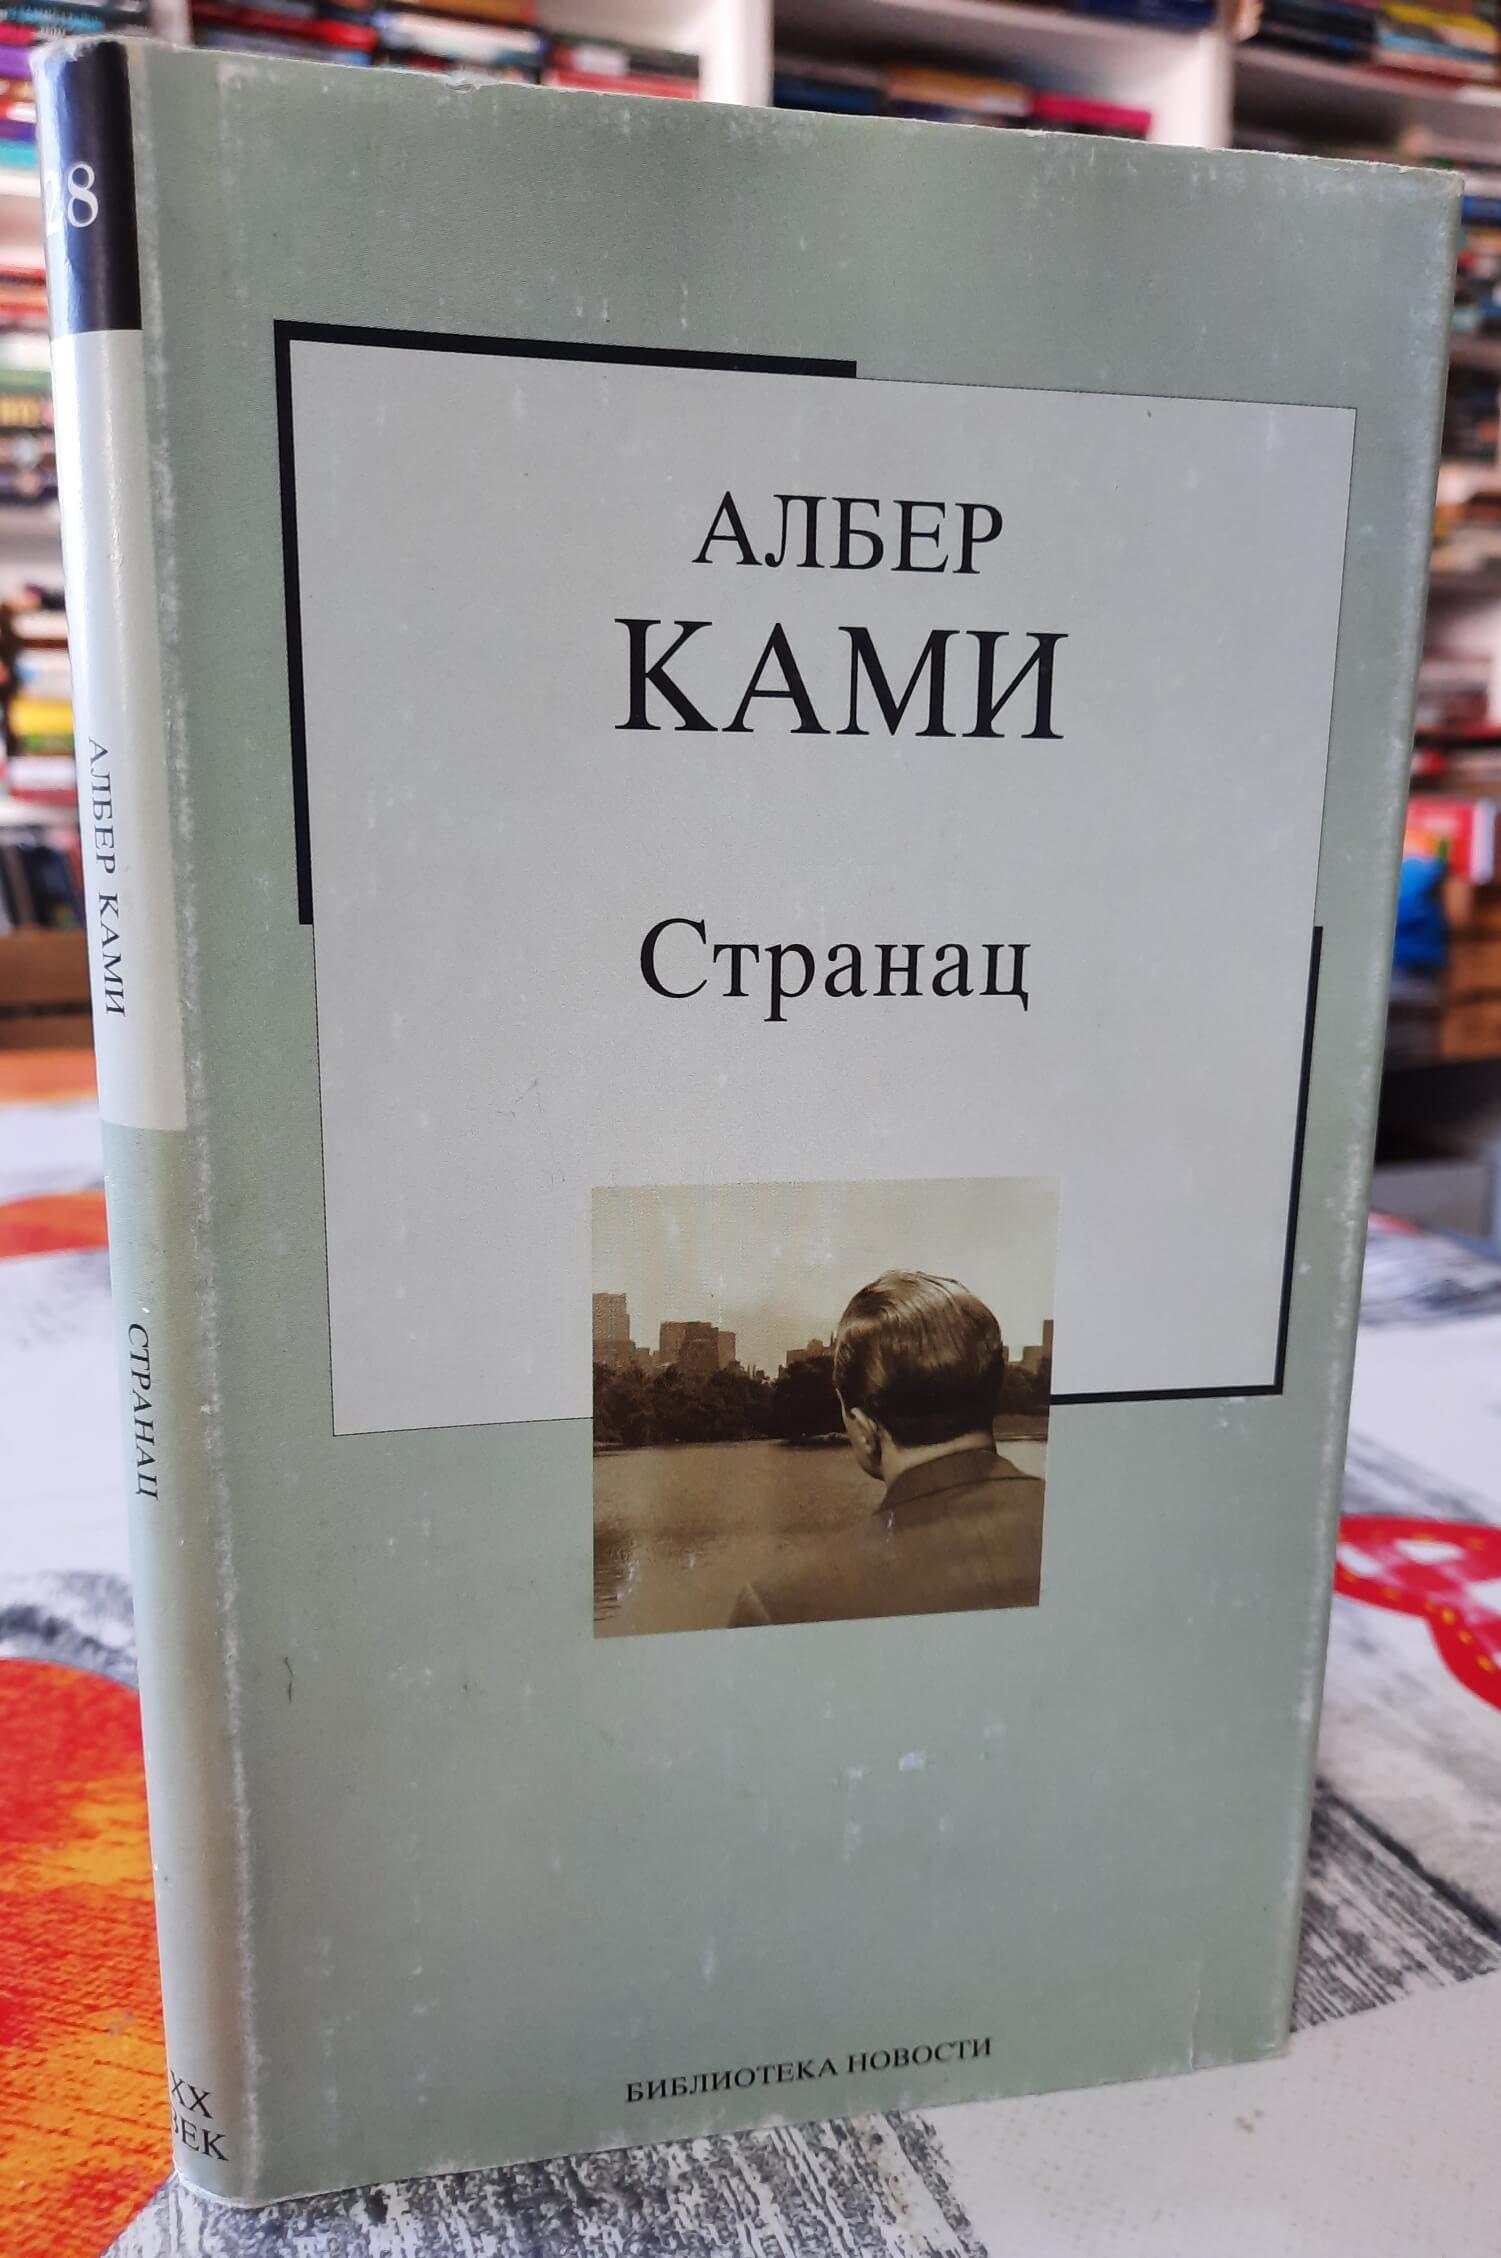 28
АЛБЕР КАМИ
СТРАНАЦ
XX
ВЕК
АЛБЕР
КАМИ
Странац
БИБЛИОТЕКА НОВОСТИ